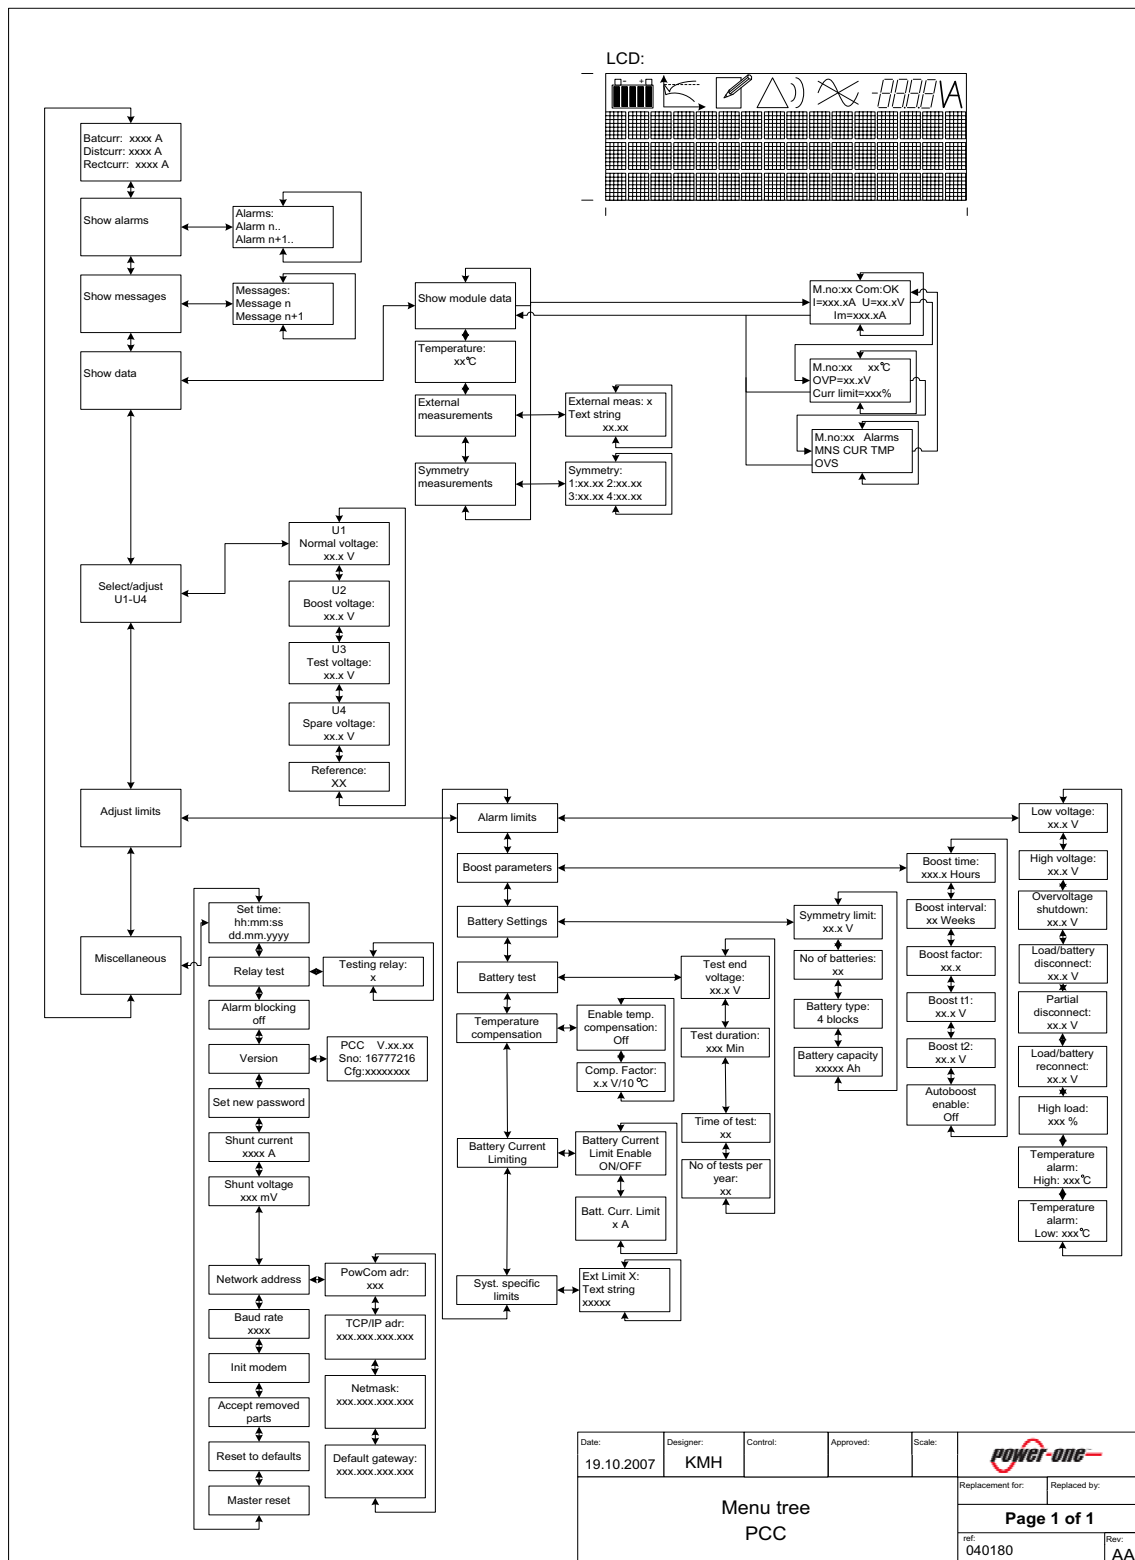 LCD:
-8888VA
Batcurr: xxxx A
Distcurr: xxxx A
Rectcurr: xxxx A
Show alarms
Alarms:
Alarm n..
Alarm n+1..
Show messages
Messages:
Message n
Message n+1
Show data
Show module data
M.no:xx Com:OK
I=xxx.xA U=xx.xV
Im=xxx.xA
Temperature:
xx℃
M.no:xx xx℃
OVP=xx.xV
Curr limit=xxx%
External
measurements
External meas: x
Text string
xx.xx
M.no:xx Alarms
MNS CUR TMP
OVS
Symmetry
measurements
Symmetry:
1:xx.xx 2:xx.xx
3:xx.xx 4:xx.xx
Select/adjust
U1-U4
U1
Normal voltage:
xx.x V
U2
Boost voltage:
xx.x V
U3
Test voltage:
xx.x V
U4
Spare voltage:
xx.x V
Reference:
XX
Adjust limits
Alarm limits
Low voltage:
xx.x V
High voltage:
xx.x V
Overvoltage
shutdown:
xx.x V
Load/battery
disconnect:
xx.x V
Partial
disconnect:
xx.x V
Load/battery
reconnect:
xx.x V
High load:
xxx %
Temperature
alarm:
High: xxx℃
Temperature
alarm:
Low: xxx℃
Boost parameters
Boost time:
xxx.x Hours
Boost interval:
xx Weeks
Boost factor:
xx.x
Boost t1:
xx.x V
Boost t2:
xx.x V
Autoboost
enable:
Off
Battery Settings
Symmetry limit:
xx.x V
No of batteries:
xx
Battery type:
4 blocks
Battery capacity
xxxxx Ah
Battery test
Test end
voltage:
xx.x V
Test duration:
xxx Min
Time of test:
xx
No of tests per
year:
xx
Temperature
compensation
Enable temp.
compensation:
Off
Comp. Factor:
x.x V/10 ℃
Battery Current
Limiting
Battery Current
Limit Enable
ON/OFF
Batt. Curr. Limit
x A
Syst. specific
limits
Ext Limit X:
Text string
xxxxx
Miscellaneous
Set time:
hh:mm:ss
dd.mm.yyyy
Relay test
Testing relay:
x
Alarm blocking
off
Version
PCC V.xx.xx
Sno: 16777216
Cfg:xxxxxxxx
Set new password
Shunt current
xxxx A
Shunt voltage
xxx mV
Network address
PowCom adr:
xxx
TCP/IP adr:
xxx.xxx.xxx.xxx
Netmask:
xxx.xxx.xxx.xxx
Default gateway:
xxx.xxx.xxx.xxx
Baud rate
xxxx
Init modem
Accept removed
parts
Reset to defaults
Master reset
Date:
19.10.2007
Designer:
KMH
Control:
Approved:
Scale:
power-one
Replacement for:
Replaced by:
Menu tree
PCC
Page 1 of 1
ref:
040180
Rev:
AA